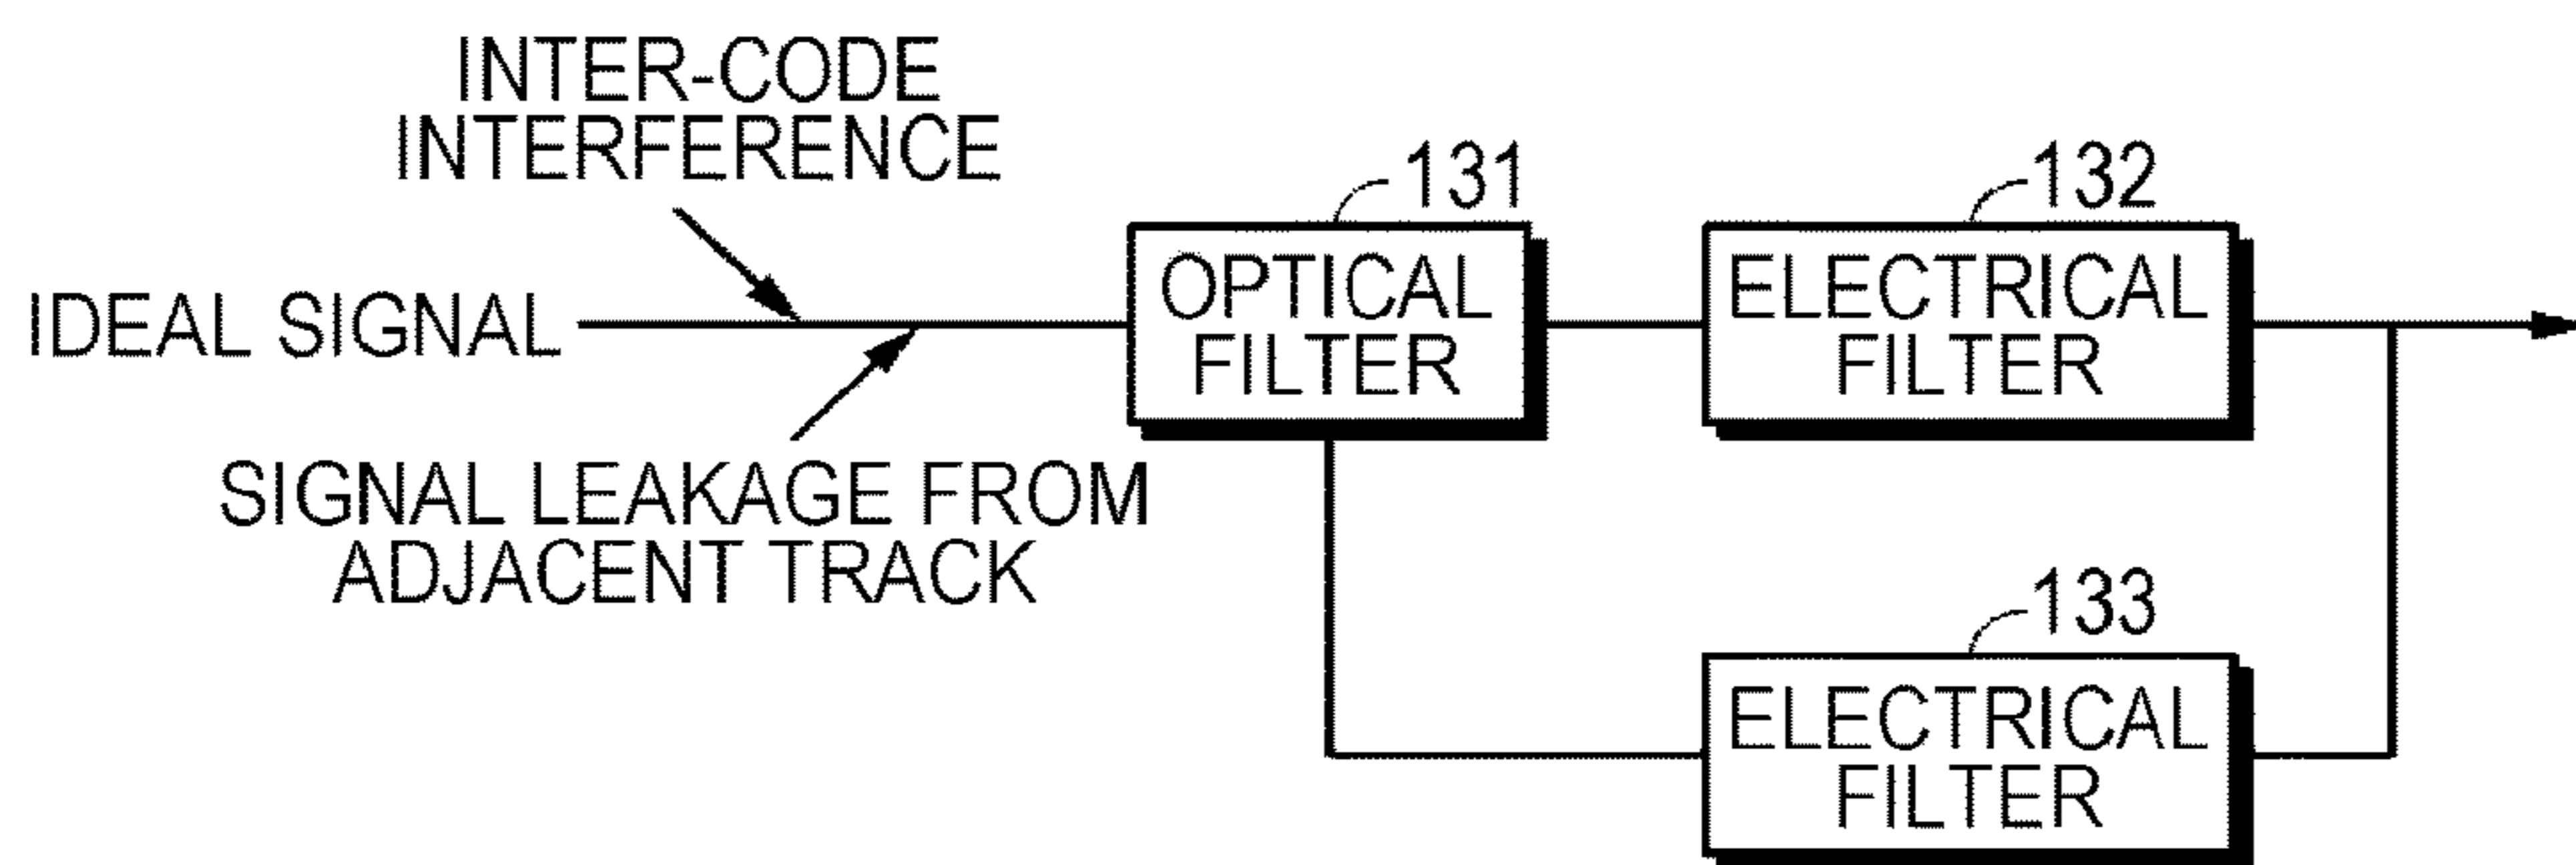 INTER-CODE
INTERFERENCE
131
132
IDEAL SIGNAL
OPTICAL
FILTER
ELECTRICAL
FILTER
SIGNAL LEAKAGE FROM
ADJACENT TRACK
133
ELECTRICAL
FILTER